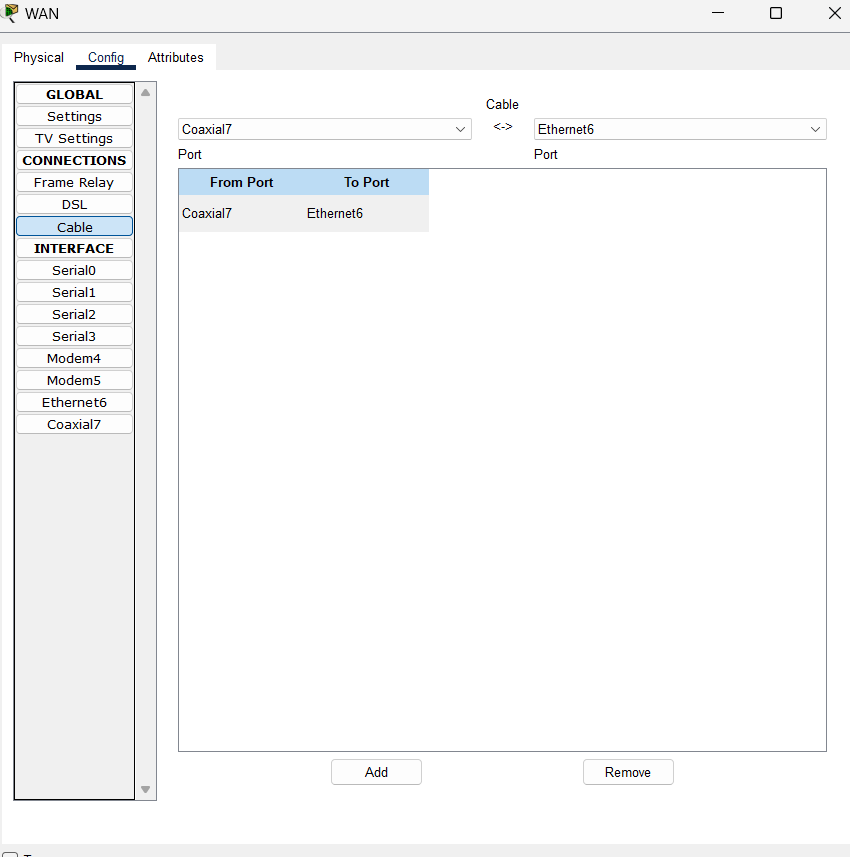 WAN
Physical Config Attributes
GLOBAL
Settings
TV Settings
CONNECTIONS
Frame Relay
DSL
Cable
INTERFACE
Serial0
Serial1
Serial2
Serial3
Modem4
Modem5
Ethernet6
Coaxial7
Cable
Coaxial7 <-> Ethernet6
Port Port
From Port To Port
Coaxial7 Ethernet6
Add Remove